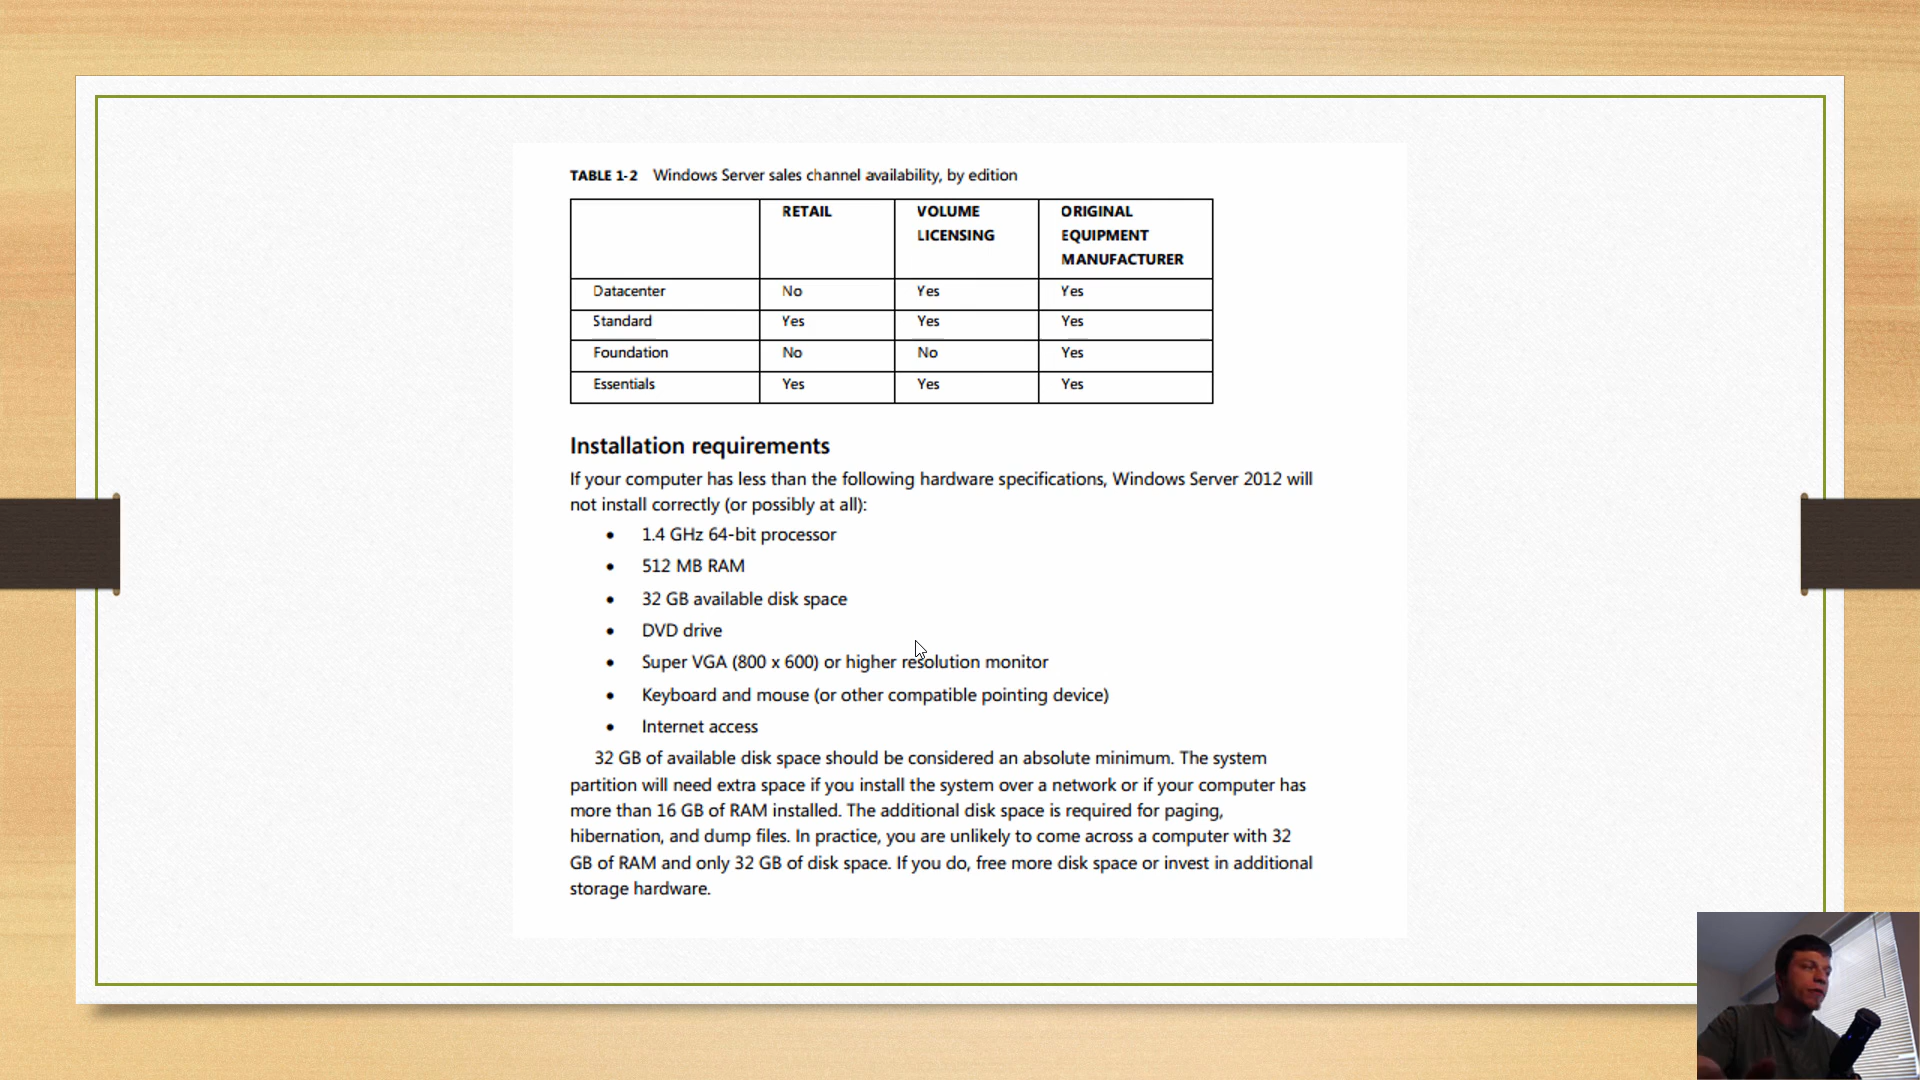 TABLE 1-2 Windows Server sales channel availability, by edition
RETAIL VOLUME LICENSING ORIGINAL EQUIPMENT MANUFACTURER
Datacenter No Yes Yes
Standard Yes Yes Yes
Foundation No No Yes
Essentials Yes Yes Yes
Installation requirements
If your computer has less than the following hardware specifications, Windows Server 2012 will
not install correctly (or possibly at all):
• 1.4 GHz 64-bit processor
• 512 MB RAM
• 32 GB available disk space
• DVD drive
• Super VGA (800 x 600) or higher resolution monitor
• Keyboard and mouse (or other compatible pointing device)
• Internet access
32 GB of available disk space should be considered an absolute minimum. The system
partition will need extra space if you install the system over a network or if your computer has
more than 16 GB of RAM installed. The additional disk space is required for paging,
hibernation, and dump files. In practice, you are unlikely to come across a computer with 32
GB of RAM and only 32 GB of disk space. If you do, free more disk space or invest in additional
storage hardware.